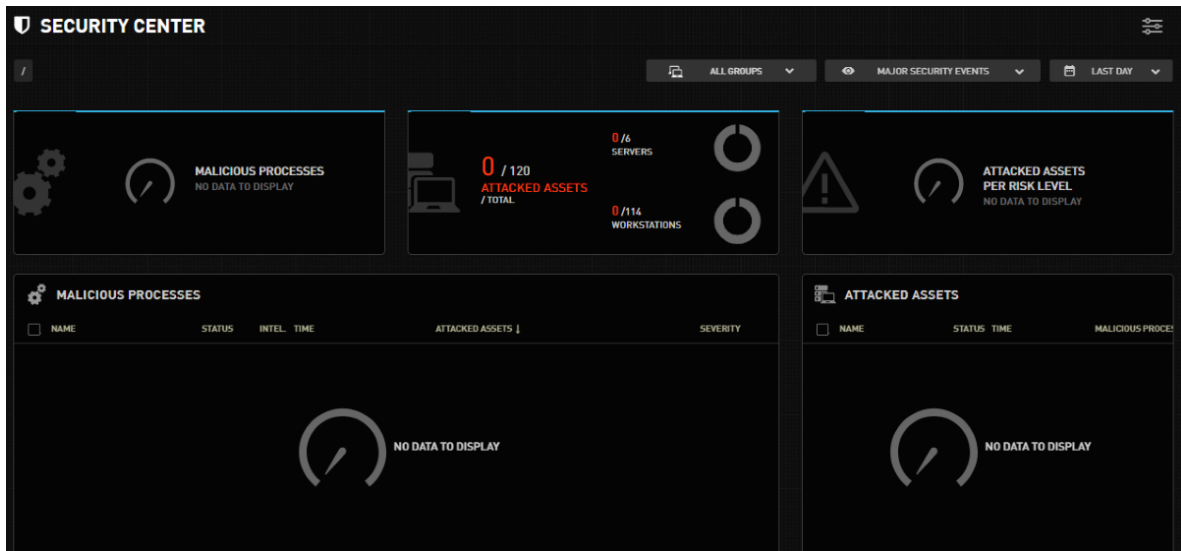 SECURITY CENTER
/
ALL GROUPS
MAJOR SECURITY EVENTS
LAST DAY
MALICIOUS PROCESSES
NO DATA TO DISPLAY
0 / 120
ATTACKED ASSETS
/ TOTAL
0 /6
SERVERS
0 /114
WORKSTATIONS
ATTACKED ASSETS
PER RISK LEVEL
NO DATA TO DISPLAY
MALICIOUS PROCESSES
NAME STATUS INTEL. TIME ATTACKED ASSETS ↓ SEVERITY
NO DATA TO DISPLAY
ATTACKED ASSETS
NAME STATUS TIME MALICIOUS PROCES
NO DATA TO DISPLAY